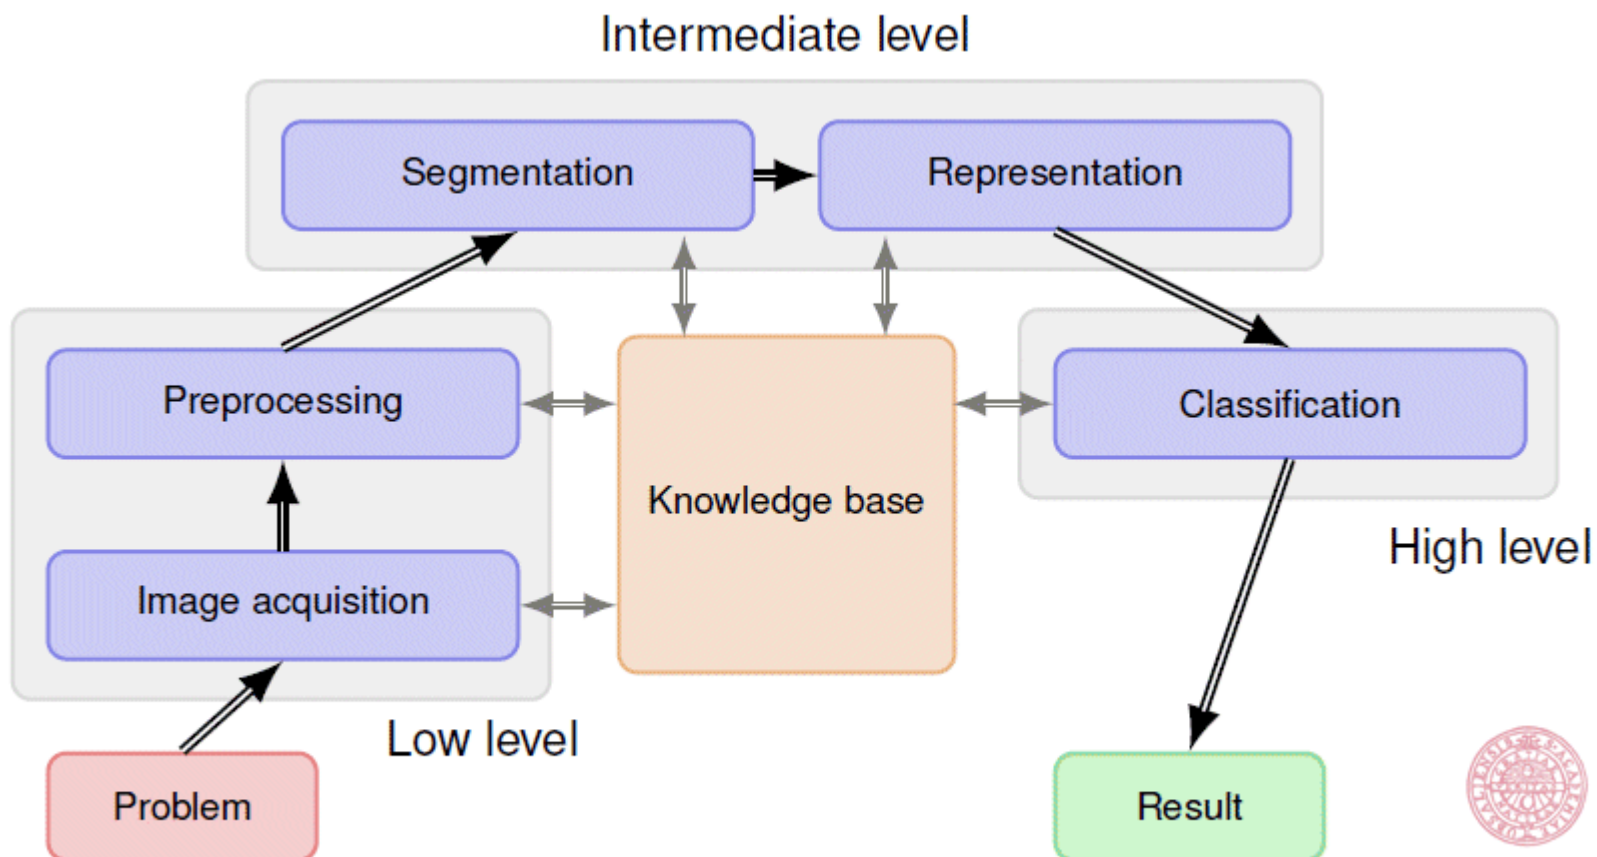 Intermediate level
Segmentation
Representation
Preprocessing
Classification
Knowledge base
High level
Image acquisition
Low level
Problem
Result